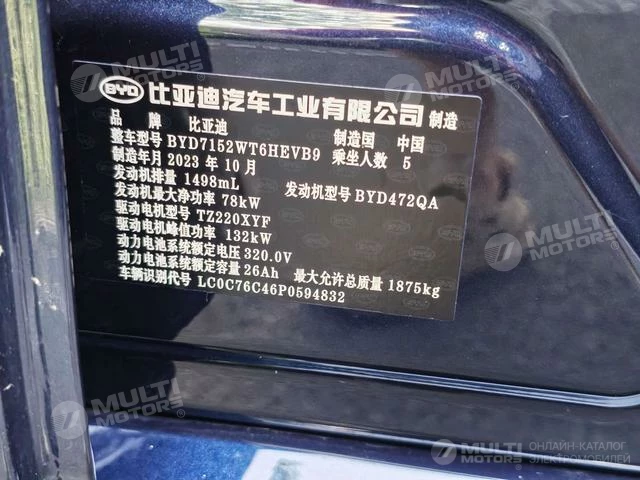 BYD 比亚迪汽车工业有限公司 制造
品 牌 比亚迪 制造国 中国
整车型号 BYD7152WT6HEVB9 乘坐人数 5
制造年月 2023 年 10 月
发动机排量 1498mL 发动机型号 BYD472QA
发动机最大净功率 78kW
驱动电机型号 TZ220XYF
驱动电机峰值功率 132kW
动力电池系统额定电压 320.0V
动力电池系统额定容量 26Ah 最大允许总质量 1875kg
车辆识别代号 LC0C76C46P0594832
MULTI MOTORS®
MULTI MOTORS®
MULTI MOTORS®
MULTI MOTORS®
MULTI MOTORS®
MULTI MOTORS ОНЛАЙН-КАТАЛОГ ЭЛЕКТРОМОБИЛЕЙ